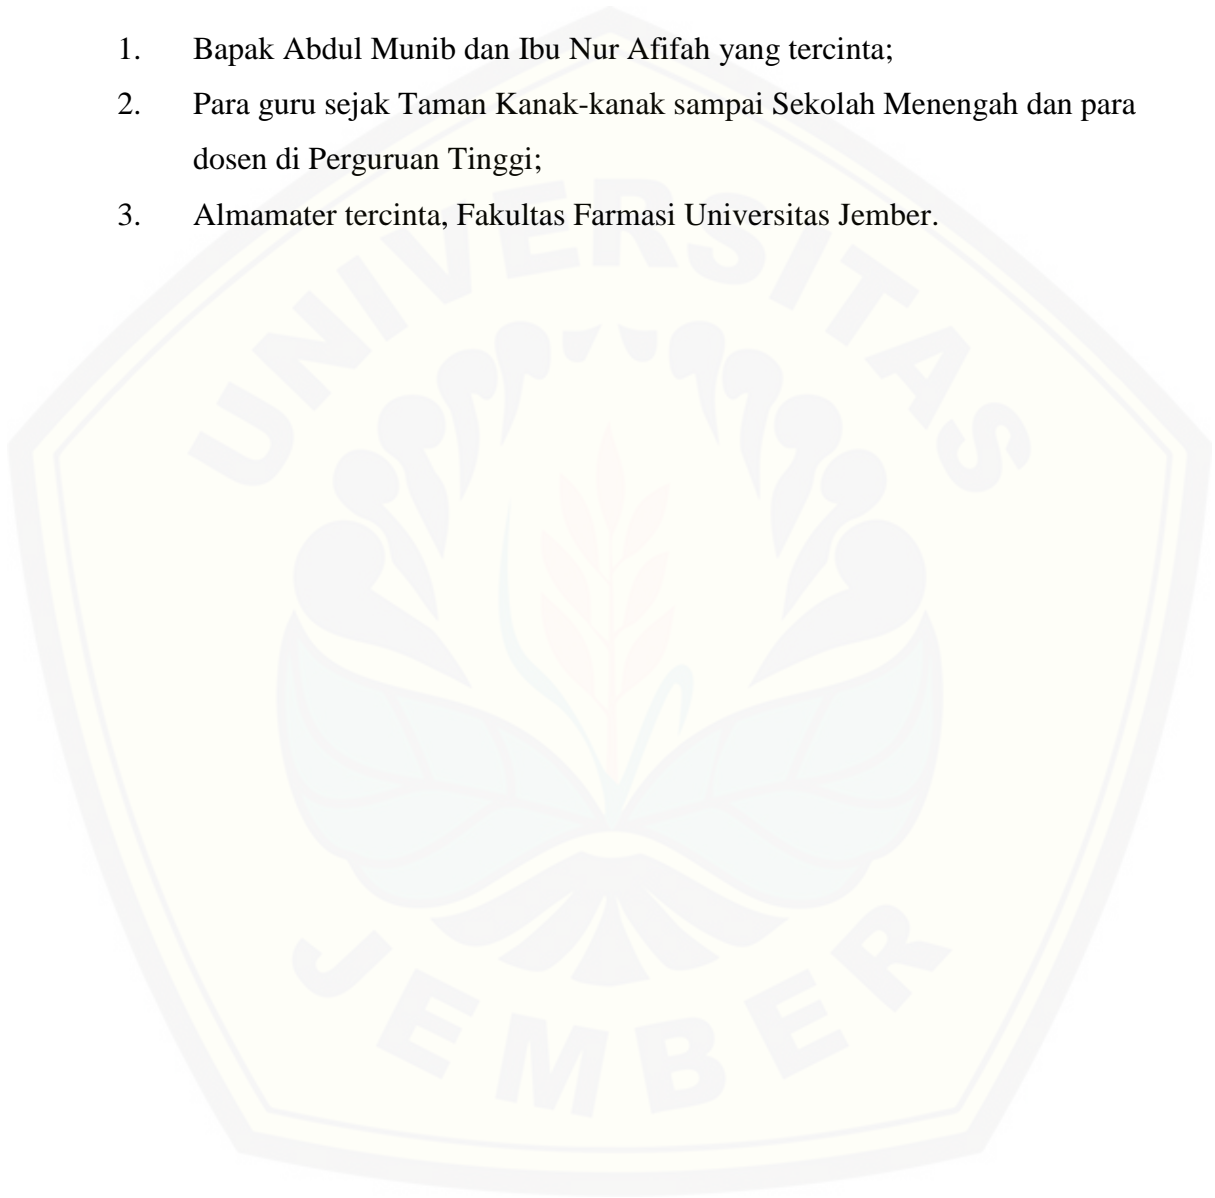 1. Bapak Abdul Munib dan Ibu Nur Afifah yang tercinta;
2. Para guru sejak Taman Kanak-kanak sampai Sekolah Menengah dan para
dosen di Perguruan Tinggi;
3. Almamater tercinta, Fakultas Farmasi Universitas Jember.
UNIVERSITAS
JEMBER